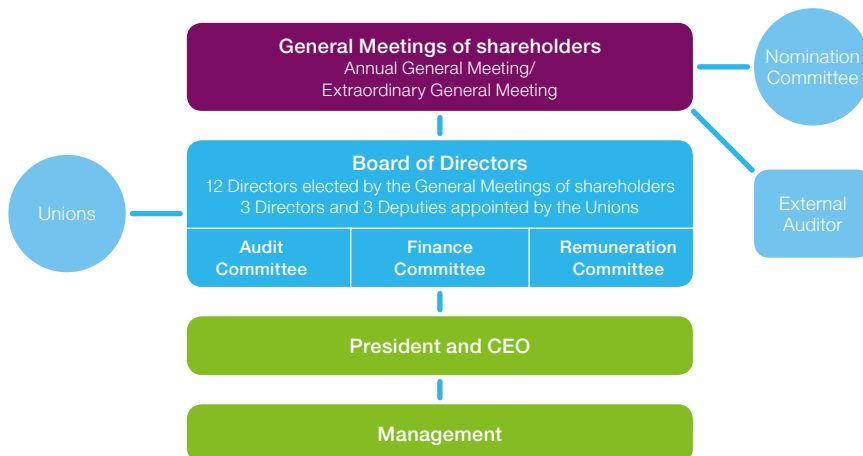 General Meetings of shareholders
Annual General Meeting/
Extraordinary General Meeting
Nomination
Committee
Board of Directors
12 Directors elected by the General Meetings of shareholders
3 Directors and 3 Deputies appointed by the Unions
Unions
External
Auditor
Audit
Committee
Finance
Committee
Remuneration
Committee
President and CEO
Management